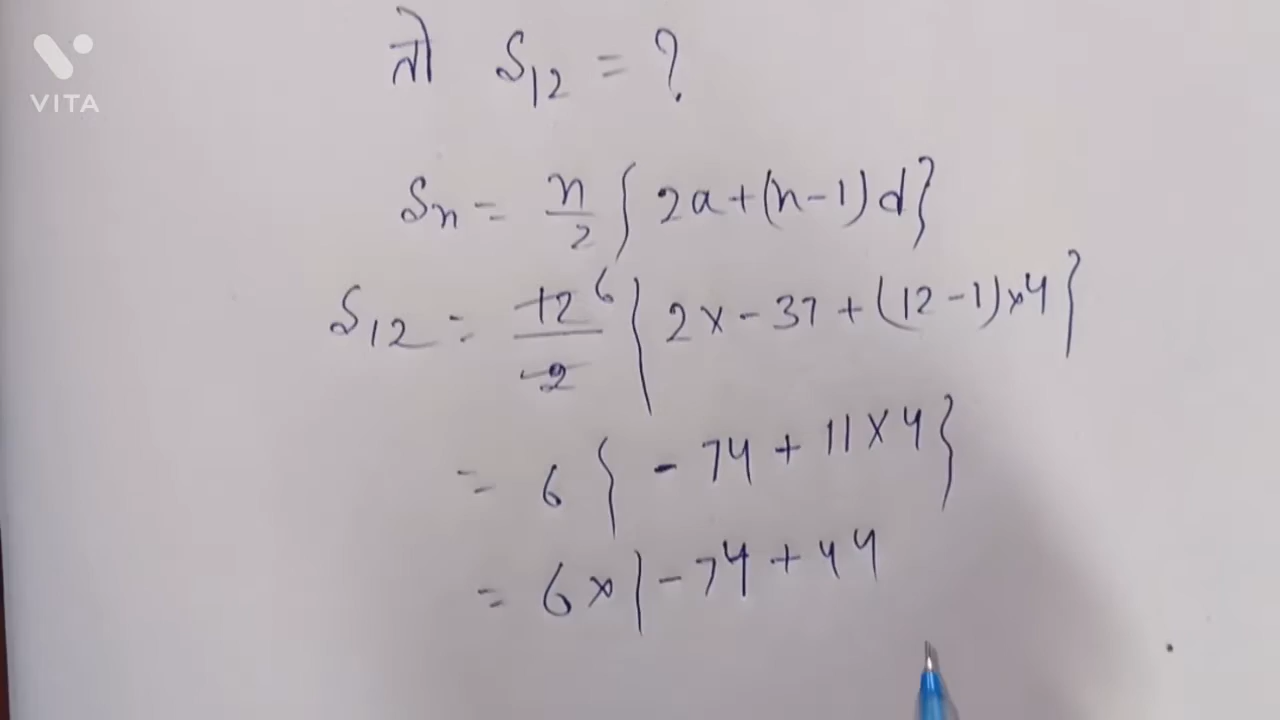 VITA
तो S₁₂ = ?
Sn = n/2 { 2a + (n-1) d}
S₁₂ = 12/2 6 { 2 x - 37 + (12 - 1) x 4 }
= 6 { - 74 + 11 x 4 }
= 6 x { - 74 + 44